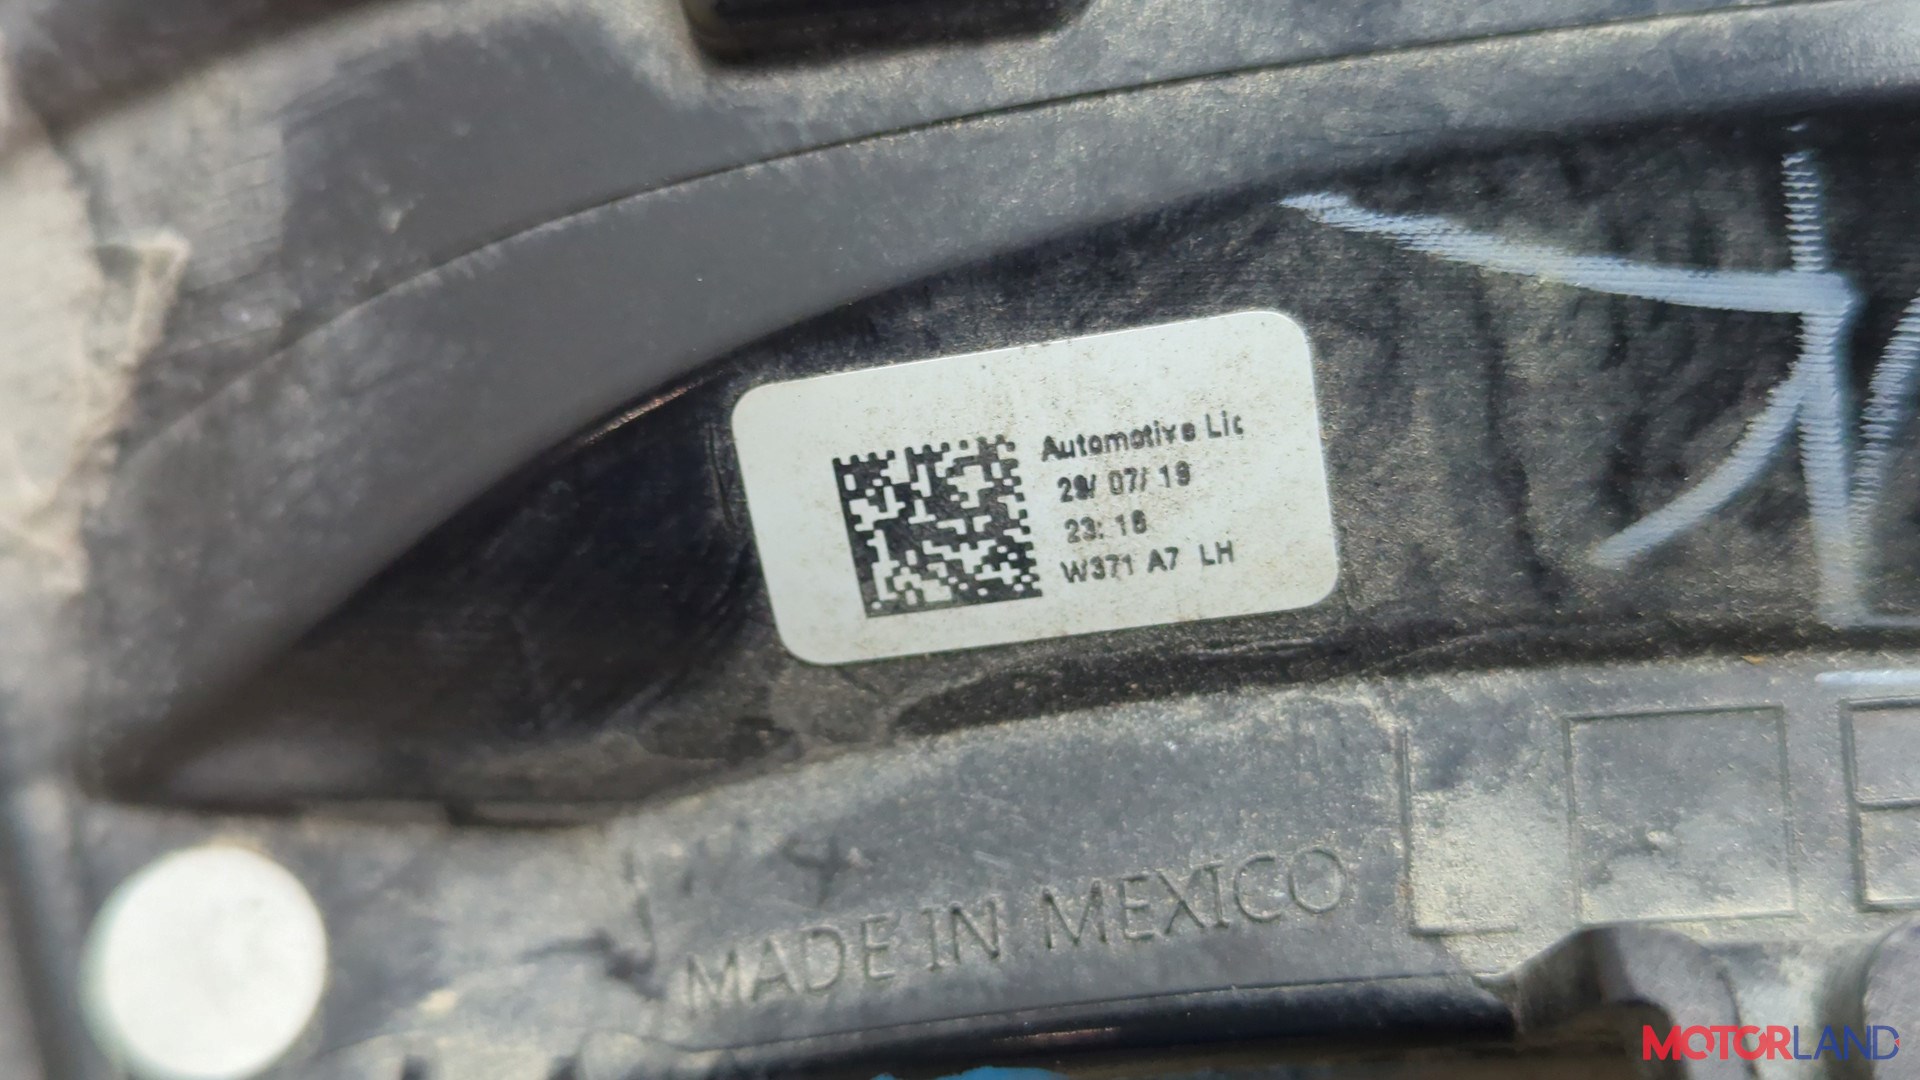 Automotive Lic
29/ 07/ 19
23: 16
W371 A7 LH
MADE IN MEXICO
MOTORLAND